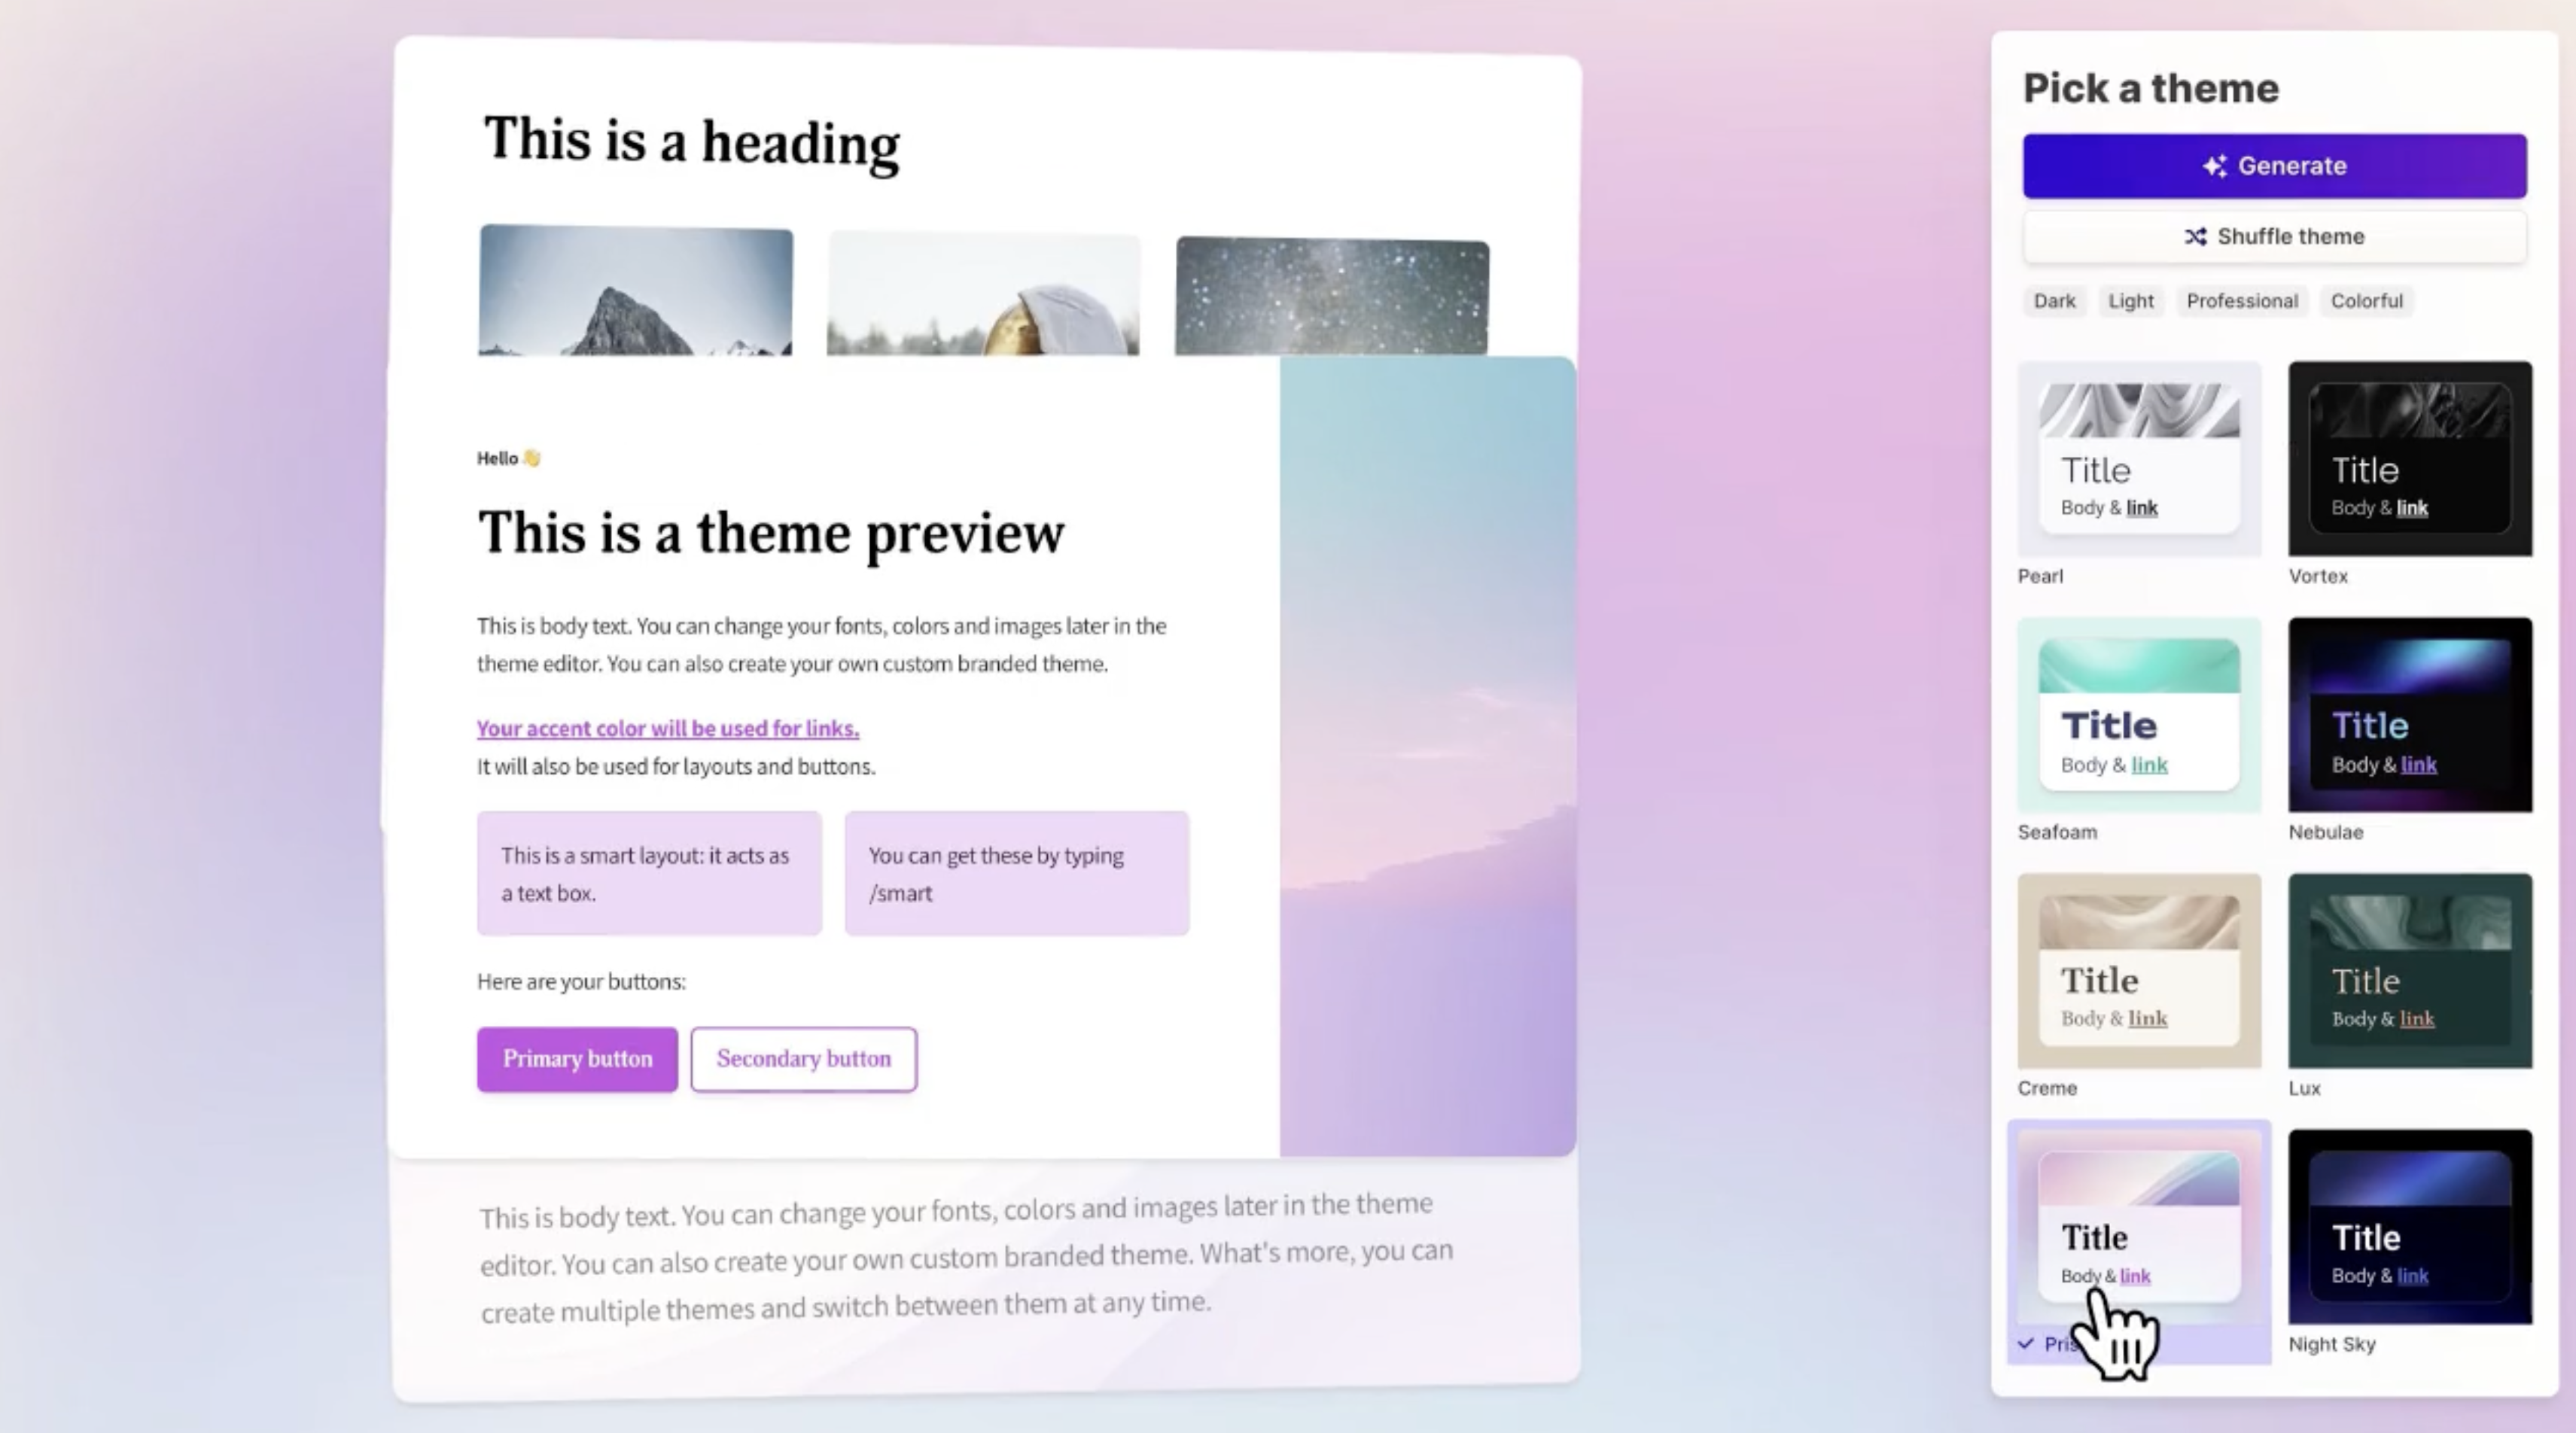 This is a heading
Hello 👋
This is a theme preview
This is body text. You can change your fonts, colors and images later in the
theme editor. You can also create your own custom branded theme.
Your accent color will be used for links.
It will also be used for layouts and buttons.
This is a smart layout: it acts as
a text box.
You can get these by typing
/smart
Here are your buttons:
Primary button
Secondary button
This is body text. You can change your fonts, colors and images later in the theme
editor. You can also create your own custom branded theme. What's more, you can
create multiple themes and switch between them at any time.
Pick a theme
Generate
Shuffle theme
Dark
Light
Professional
Colorful
Title
Body & link
Pearl
Title
Body & link
Vortex
Title
Body & link
Seafoam
Title
Body & link
Nebulae
Title
Body & link
Creme
Title
Body & link
Lux
Title
Body & link
Title
Body & link
Night Sky